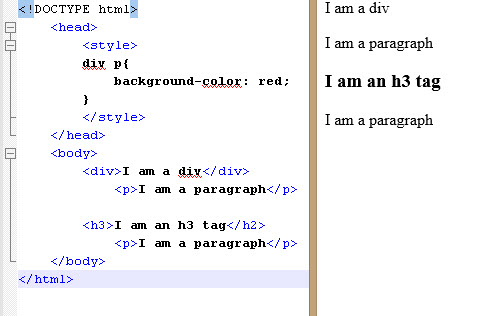 <!DOCTYPE html>
<head>
<style>
div p{
background-color: red;
}
</style>
</head>
<body>
<div>I am a div</div>
<p>I am a paragraph</p>
<h3>I am an h3 tag</h2>
<p>I am a paragraph</p>
</body>
</html>
I am a div
I am a paragraph
I am an h3 tag
I am a paragraph